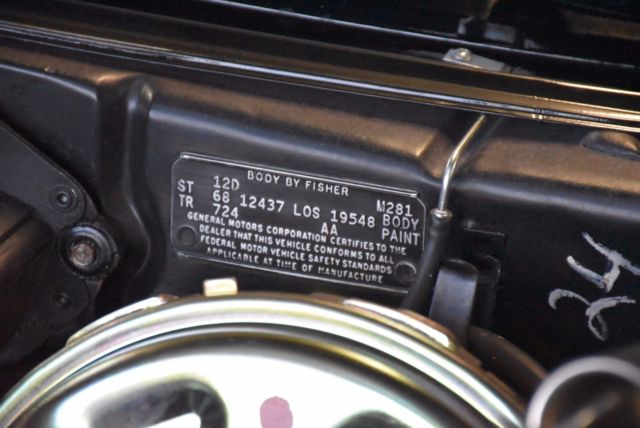 BODY BY FISHER
12D M281
ST 68 12437 LOS 19548 BODY
TR 724 AA PAINT
GENERAL MOTORS CORPORATION CERTIFIES TO THE
DEALER THAT THIS VEHICLE CONFORMS TO ALL
FEDERAL MOTOR VEHICLE SAFETY STANDARDS
APPLICABLE AT TIME OF MANUFACTURE
24